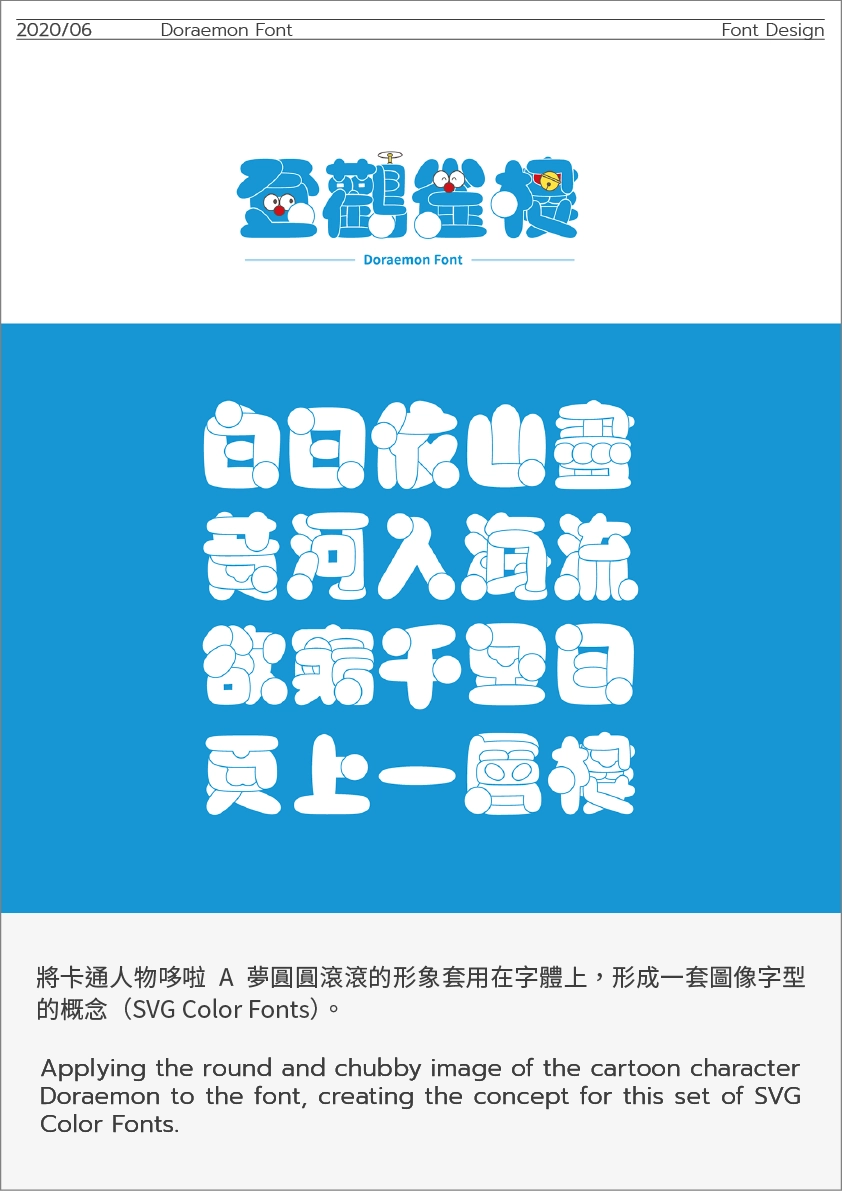 2020/06 Doraemon Font Font Design
登鸛雀樓
Doraemon Font
白日依山盡
黃河入海流
欲窮千里目
更上一層樓
將卡通人物哆啦 A 夢圓圓滾滾的形象套用在字體上，形成一套圖像字型
的概念（SVG Color Fonts）。
Applying the round and chubby image of the cartoon character
Doraemon to the font, creating the concept for this set of SVG
Color Fonts.